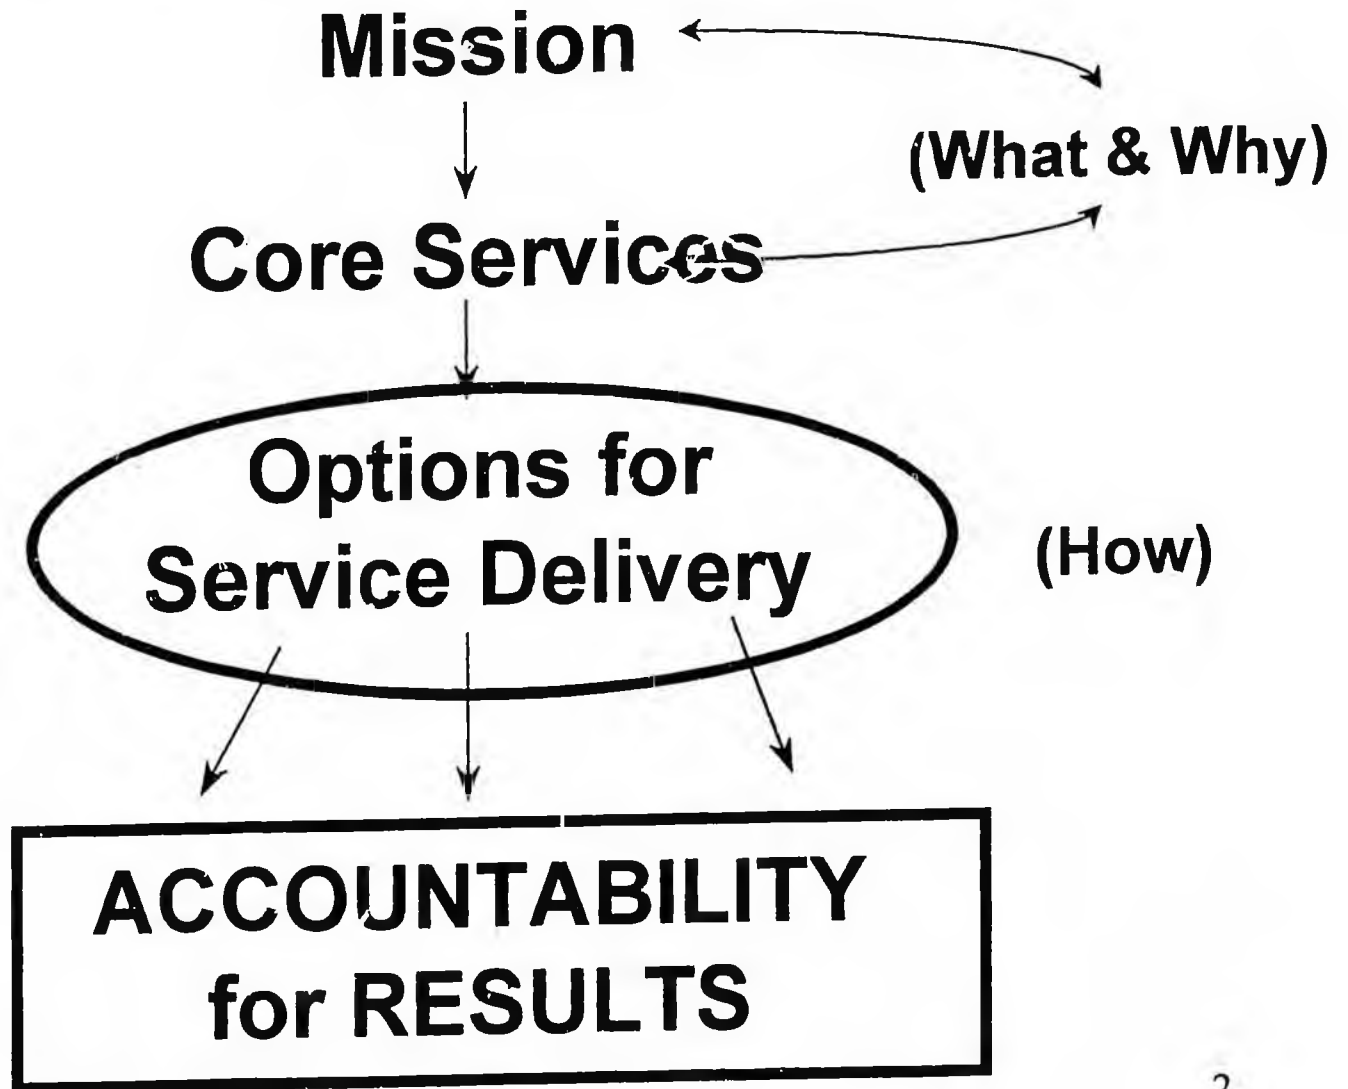 Mission
(What & Why)
Core Services
Options for
Service Delivery
(How)
ACCOUNTABILITY
for RESULTS
2